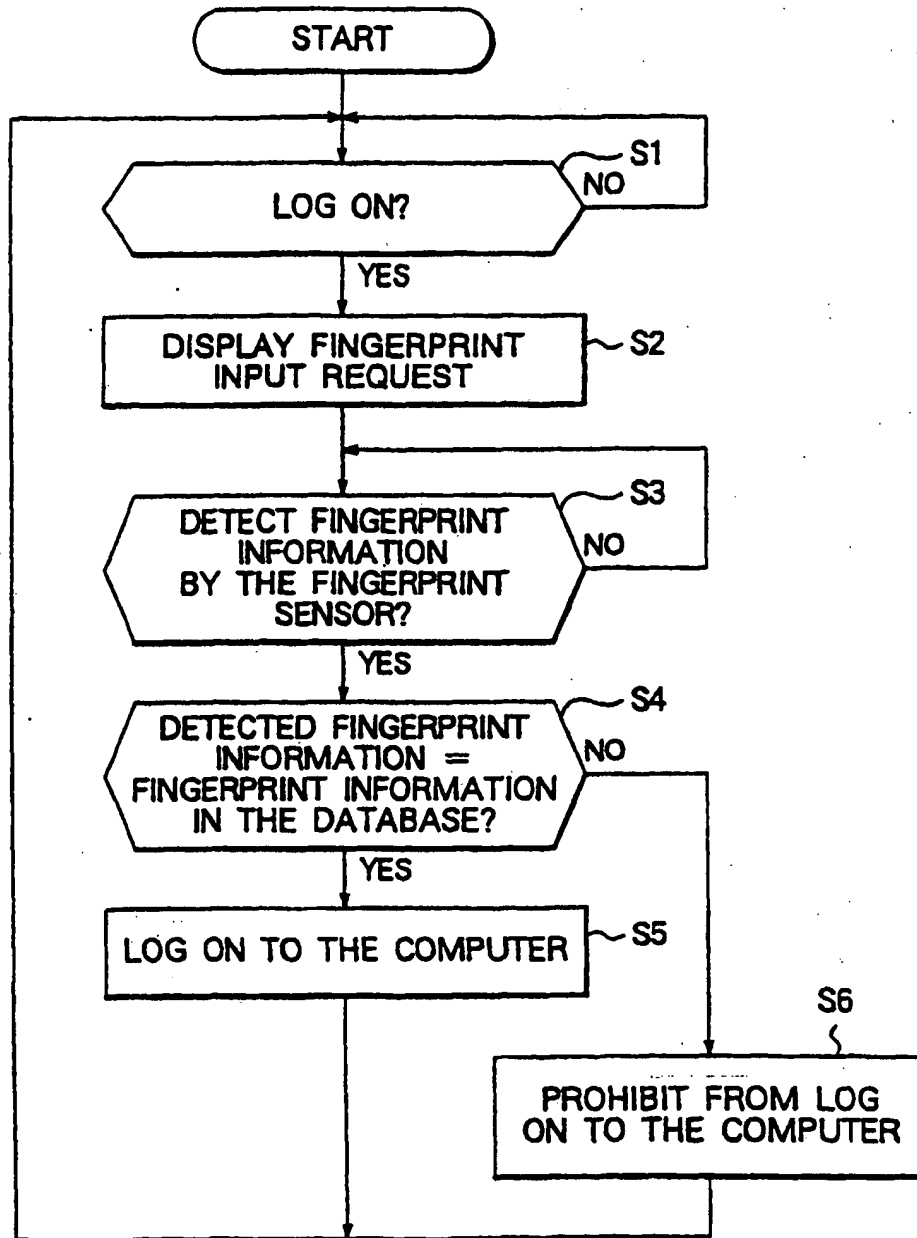 START
S1
NO
LOG ON?
YES
DISPLAY FINGERPRINT
INPUT REQUEST
S2
S3
DETECT FINGERPRINT
INFORMATION
BY THE FINGERPRINT
SENSOR?
NO
YES
S4
DETECTED FINGERPRINT
INFORMATION =
FINGERPRINT INFORMATION
IN THE DATABASE?
NO
YES
LOG ON TO THE COMPUTER
S5
S6
PROHIBIT FROM LOG
ON TO THE COMPUTER